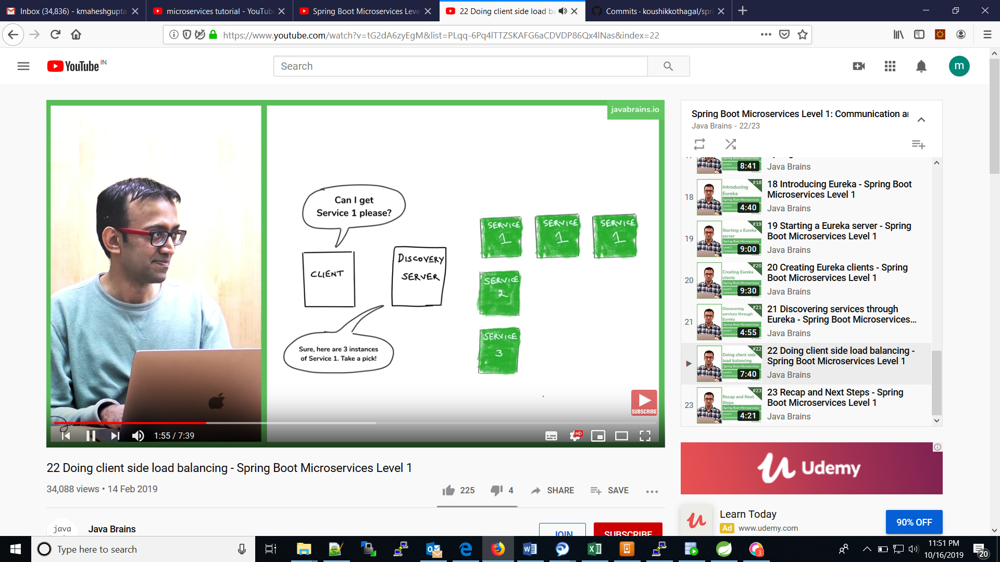 Inbox (34,836) - kmaheshgupta
microservices tutorial - YouTube
Spring Boot Microservices Leve
22 Doing client side load ba
Commits · koushikkothagal/spri
https://www.youtube.com/watch?v=tG2dA6zyEgM&list=PLqq-6Pq4lTTZSKAFG6aCDVDP86Qx4lNas&index=22
YouTube IN
Search
m
javabrains.io
Can I get
Service 1 please?
CLIENT
DISCOVERY
SERVER
Sure, here are 3 instances
of Service 1. Take a pick!
SERVICE
1
SERVICE
1
SERVICE
1
SERVICE
2
SERVICE
3
SUBSCRIBE
1:55 / 7:39
HD
22 Doing client side load balancing - Spring Boot Microservices Level 1
34,088 views • 14 Feb 2019
225
4
SHARE
SAVE
java
Java Brains
JOIN
SUBSCRIBE
Spring Boot Microservices Level 1: Communication an
Java Brains - 22/23
8:41
Java Brains
18
Introducing
Eureka
#18
4:40
18 Introducing Eureka - Spring Boot
Microservices Level 1
Java Brains
19
Starting a Eureka
server
#19
9:00
19 Starting a Eureka server - Spring
Boot Microservices Level 1
Java Brains
20
Creating Eureka
clients
#20
9:30
20 Creating Eureka clients - Spring
Boot Microservices Level 1
Java Brains
21
Discovering
services through
Eureka
#21
4:55
21 Discovering services through
Eureka - Spring Boot Microservices...
Java Brains
Doing client side
load balancing
#22
7:40
22 Doing client side load balancing -
Spring Boot Microservices Level 1
Java Brains
23
Recap and Next
Steps
#23
4:21
23 Recap and Next Steps - Spring
Boot Microservices Level 1
Java Brains
Udemy
Learn Today
Ad www.udemy.com
90% OFF
Type here to search
3
11:51 PM
10/16/2019
20